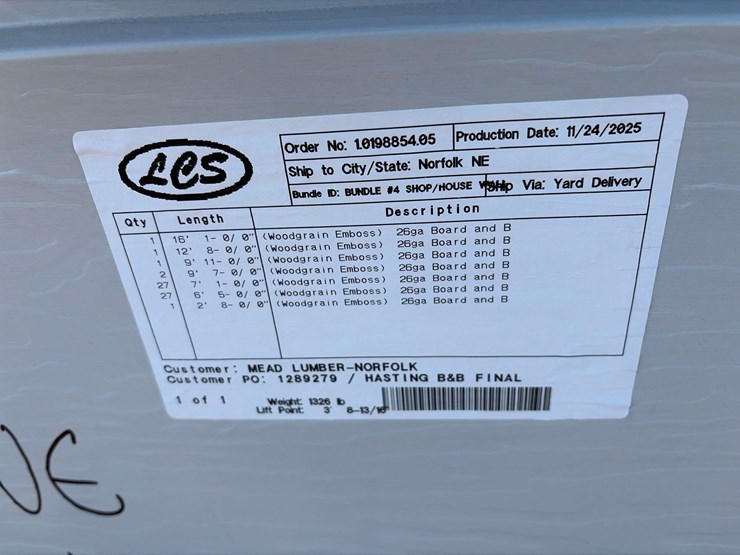 LCS
Order No: 1.0198854.05 Production Date: 11/24/2025
Ship to City/State: Norfolk NE
Bundle ID: BUNDLE #4 SHOP/HOUSE Ship Via: Yard Delivery
Qty Length Description
1 16' 1- 0/ 0" (Woodgrain Emboss) 26ga Board and B
1 12' 8- 0/ 0" (Woodgrain Emboss) 26ga Board and B
1 9' 11- 0/ 0" (Woodgrain Emboss) 26ga Board and B
2 9' 7- 0/ 0" (Woodgrain Emboss) 26ga Board and B
27 7' 1- 0/ 0" (Woodgrain Emboss) 26ga Board and B
27 6' 5- 0/ 0" (Woodgrain Emboss) 26ga Board and B
1 2' 8- 0/ 0" (Woodgrain Emboss) 26ga Board and B
Customer: MEAD LUMBER-NORFOLK
Customer PO: 1289279 / HASTING B&B FINAL
1 of 1 Weight: 1326 lb
Lift Point: 3' 8-13/16"